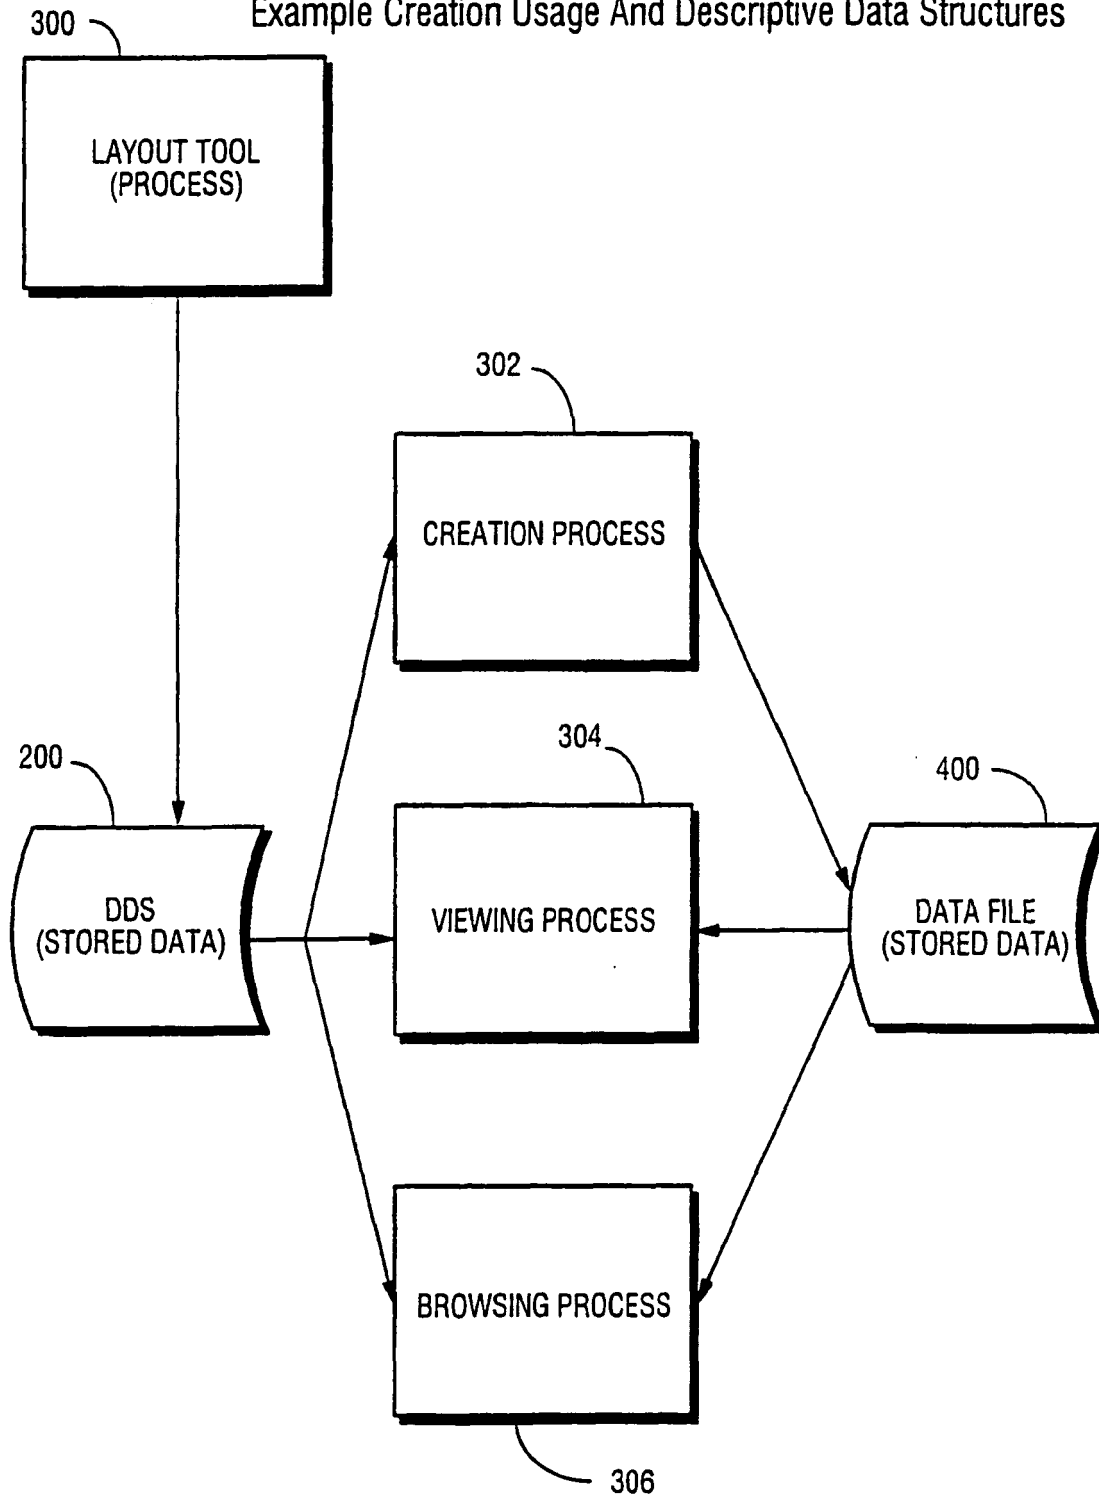 Example Creation Usage And Descriptive Data Structures
300
LAYOUT TOOL
(PROCESS)
302
CREATION PROCESS
200
304
400
DDS
(STORED DATA)
VIEWING PROCESS
DATA FILE
(STORED DATA)
BROWSING PROCESS
306